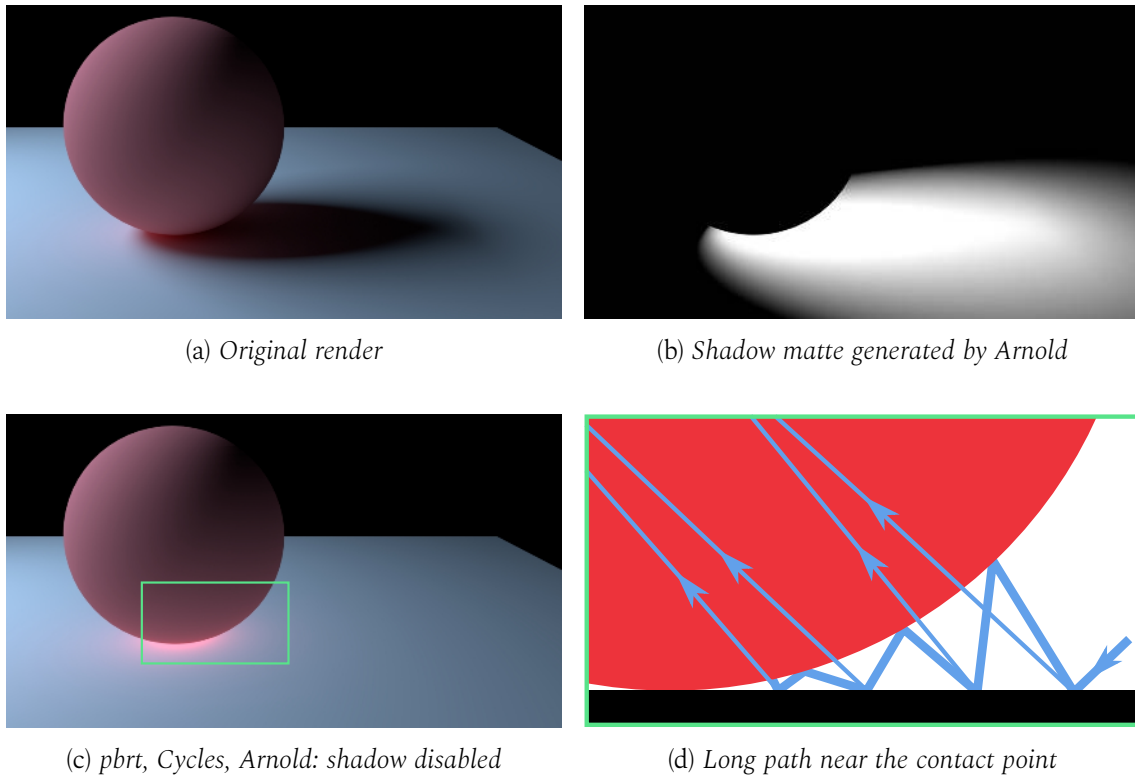 (a) Original render
(b) Shadow matte generated by Arnold
(c) pbrt, Cycles, Arnold: shadow disabled
(d) Long path near the contact point